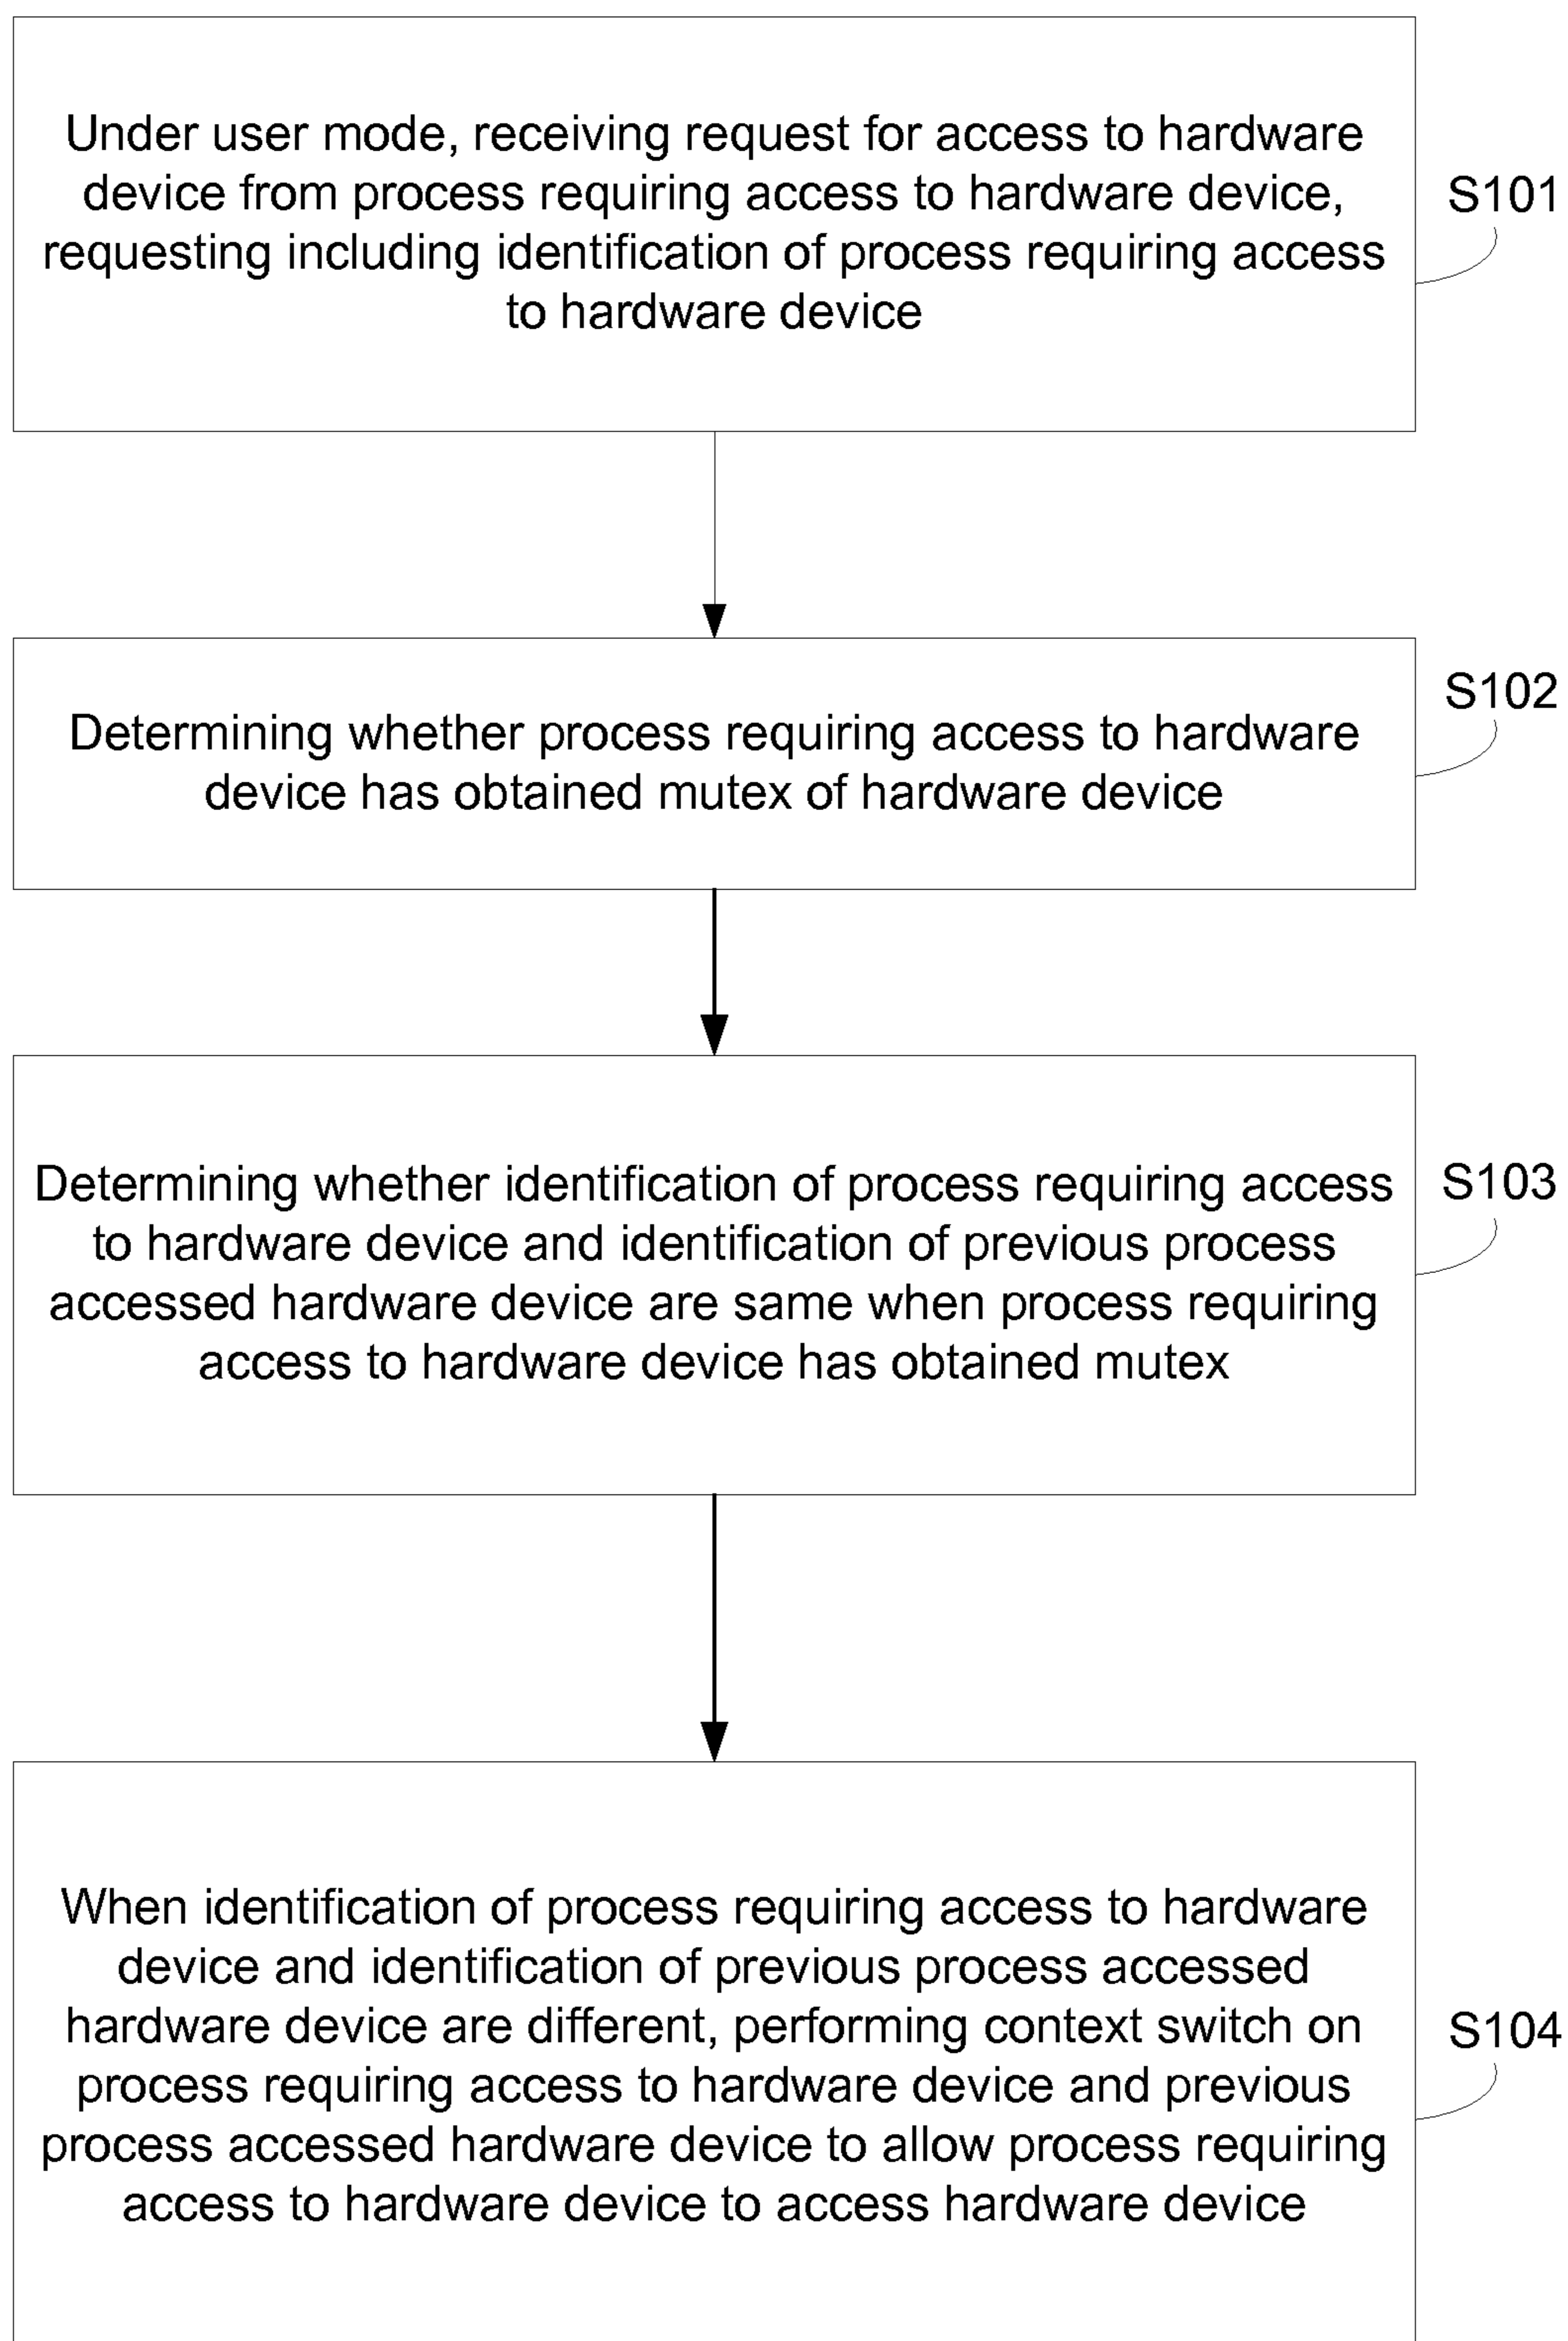 Under user mode, receiving request for access to hardware
device from process requiring access to hardware device,
requesting including identification of process requiring access
to hardware device
S101
S102
Determining whether process requiring access to hardware
device has obtained mutex of hardware device
Determining whether identification of process requiring access
to hardware device and identification of previous process
accessed hardware device are same when process requiring
access to hardware device has obtained mutex
S103
When identification of process requiring access to hardware
device and identification of previous process accessed
hardware device are different, performing context switch on
process requiring access to hardware device and previous
process accessed hardware device to allow process requiring
access to hardware device to access hardware device
S104